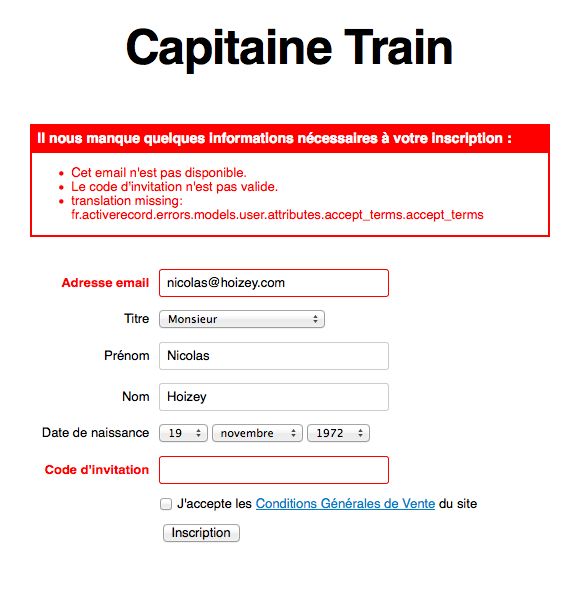 Capitaine Train
Il nous manque quelques informations nécessaires à votre inscription :
Cet email n'est pas disponible.
Le code d'invitation n'est pas valide.
translation missing:
fr.activerecord.errors.models.user.attributes.accept_terms.accept_terms
Adresse email nicolas@hoizey.com
Titre Monsieur
Prénom Nicolas
Nom Hoizey
Date de naissance 19 novembre 1972
Code d'invitation
J'accepte les Conditions Générales de Vente du site
Inscription